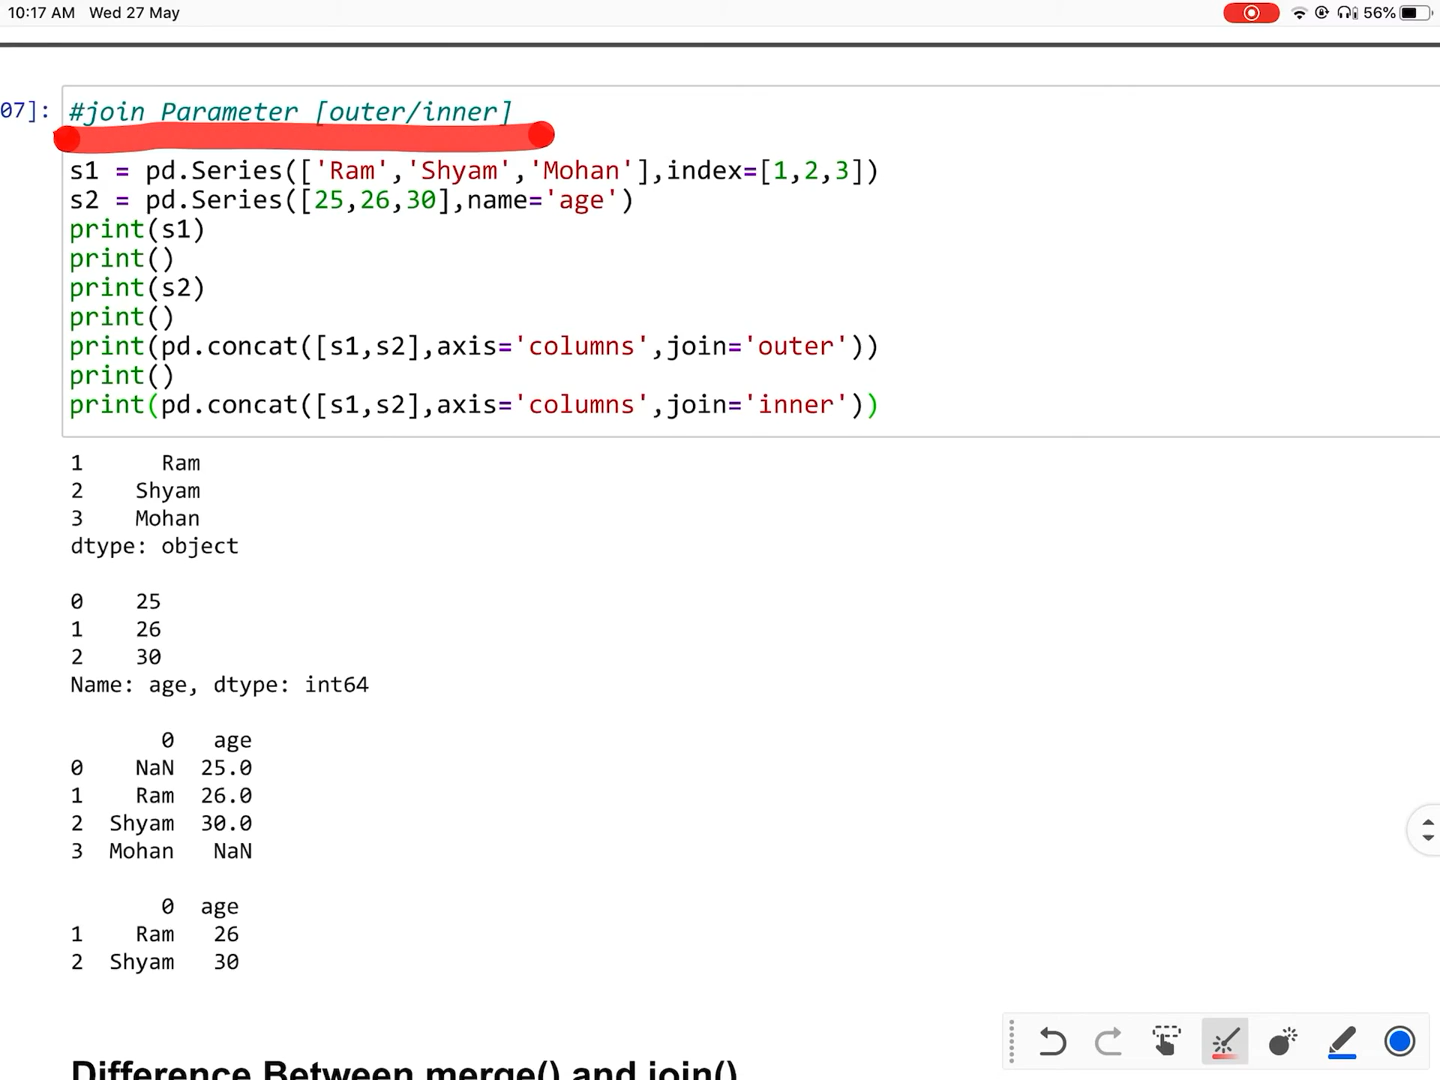 10:17 AM Wed 27 May
56%
07]:
#join Parameter [outer/inner]
s1 = pd.Series(['Ram','Shyam','Mohan'],index=[1,2,3])
s2 = pd.Series([25,26,30],name='age')
print(s1)
print()
print(s2)
print()
print(pd.concat([s1,s2],axis='columns',join='outer'))
print()
print(pd.concat([s1,s2],axis='columns',join='inner'))
1 Ram
2 Shyam
3 Mohan
dtype: object
0 25
1 26
2 30
Name: age, dtype: int64
0 age
0 NaN 25.0
1 Ram 26.0
2 Shyam 30.0
3 Mohan NaN
0 age
1 Ram 26
2 Shyam 30
Difference Between merge() and join()